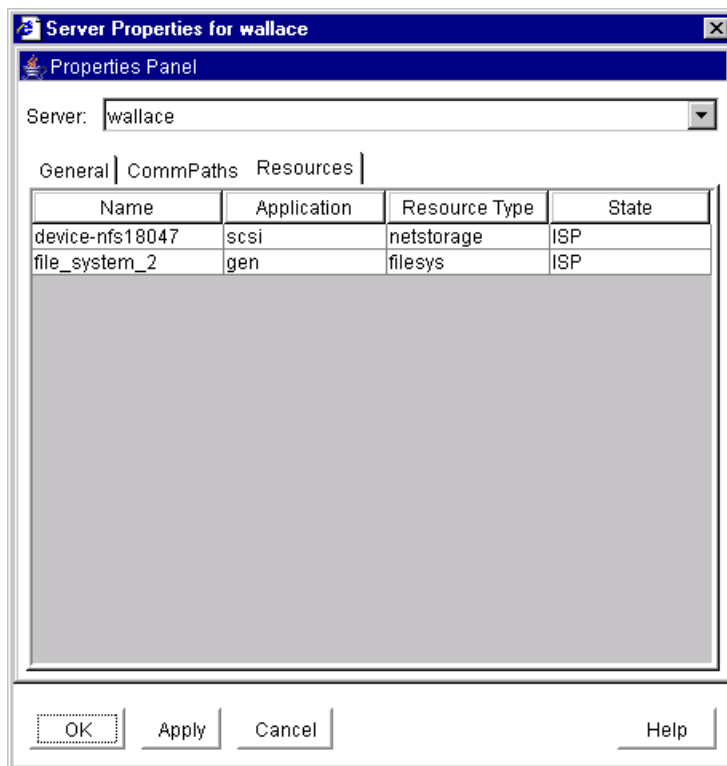 Server Properties for wallace
Properties Panel
Server: wallace
General CommPaths Resources
Name Application Resource Type State
device-nfs18047 scsi netstorage ISP
file_system_2 gen filesys ISP
OK Apply Cancel Help